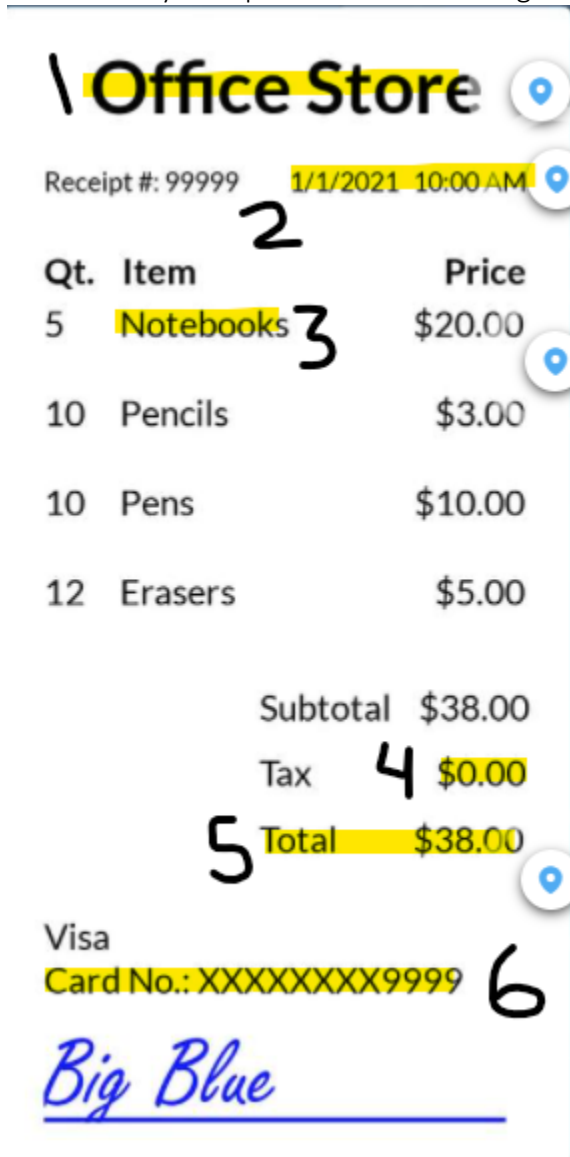 1 Office Store
Receipt #: 99999 1/1/2021 10:00 AM
2
Qt. Item Price
5 Notebooks 3 $20.00
10 Pencils $3.00
10 Pens $10.00
12 Erasers $5.00
Subtotal $38.00
Tax 4 $0.00
5 Total $38.00
Visa
Card No.: XXXXXXXX9999 6
Big Blue